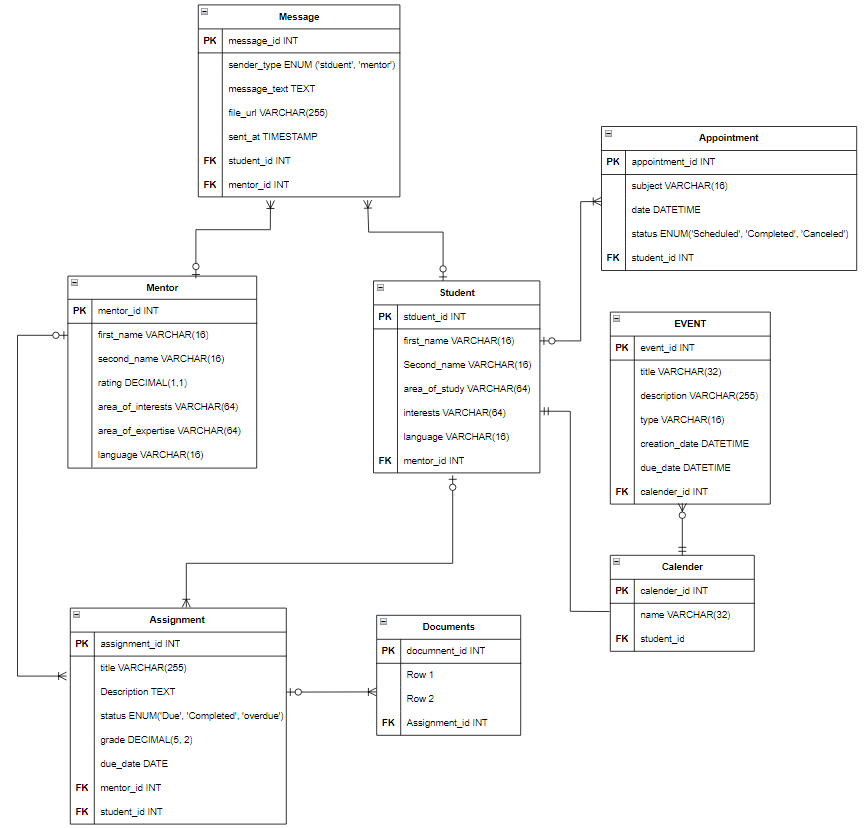 Message
PK message_id INT
sender_type ENUM ('stduent', 'mentor')
message_text TEXT
file_url VARCHAR(255)
sent_at TIMESTAMP
FK student_id INT
FK mentor_id INT
Appointment
PK appointment_id INT
subject VARCHAR(16)
date DATETIME
status ENUM('Scheduled', 'Completed', 'Canceled')
FK student_id INT
Mentor
PK mentor_id INT
first_name VARCHAR(16)
second_name VARCHAR(16)
rating DECIMAL(1,1)
area_of_interests VARCHAR(64)
area_of_expertise VARCHAR(64)
language VARCHAR(16)
Student
PK stduent_id INT
first_name VARCHAR(16)
Second_name VARCHAR(16)
area_of_study VARCHAR(64)
interests VARCHAR(64)
language VARCHAR(16)
FK mentor_id INT
EVENT
PK event_id INT
title VARCHAR(32)
description VARCHAR(255)
type VARCHAR(16)
creation_date DATETIME
due_date DATETIME
FK calender_id INT
Calender
PK calender_id INT
name VARCHAR(32)
FK student_id
Assignment
PK assignment_id INT
title VARCHAR(255)
Description TEXT
status ENUM('Due', 'Completed', 'overdue')
grade DECIMAL(5, 2)
due_date DATE
FK mentor_id INT
FK student_id INT
Documents
PK documnent_id INT
Row 1
Row 2
FK Assignment_id INT